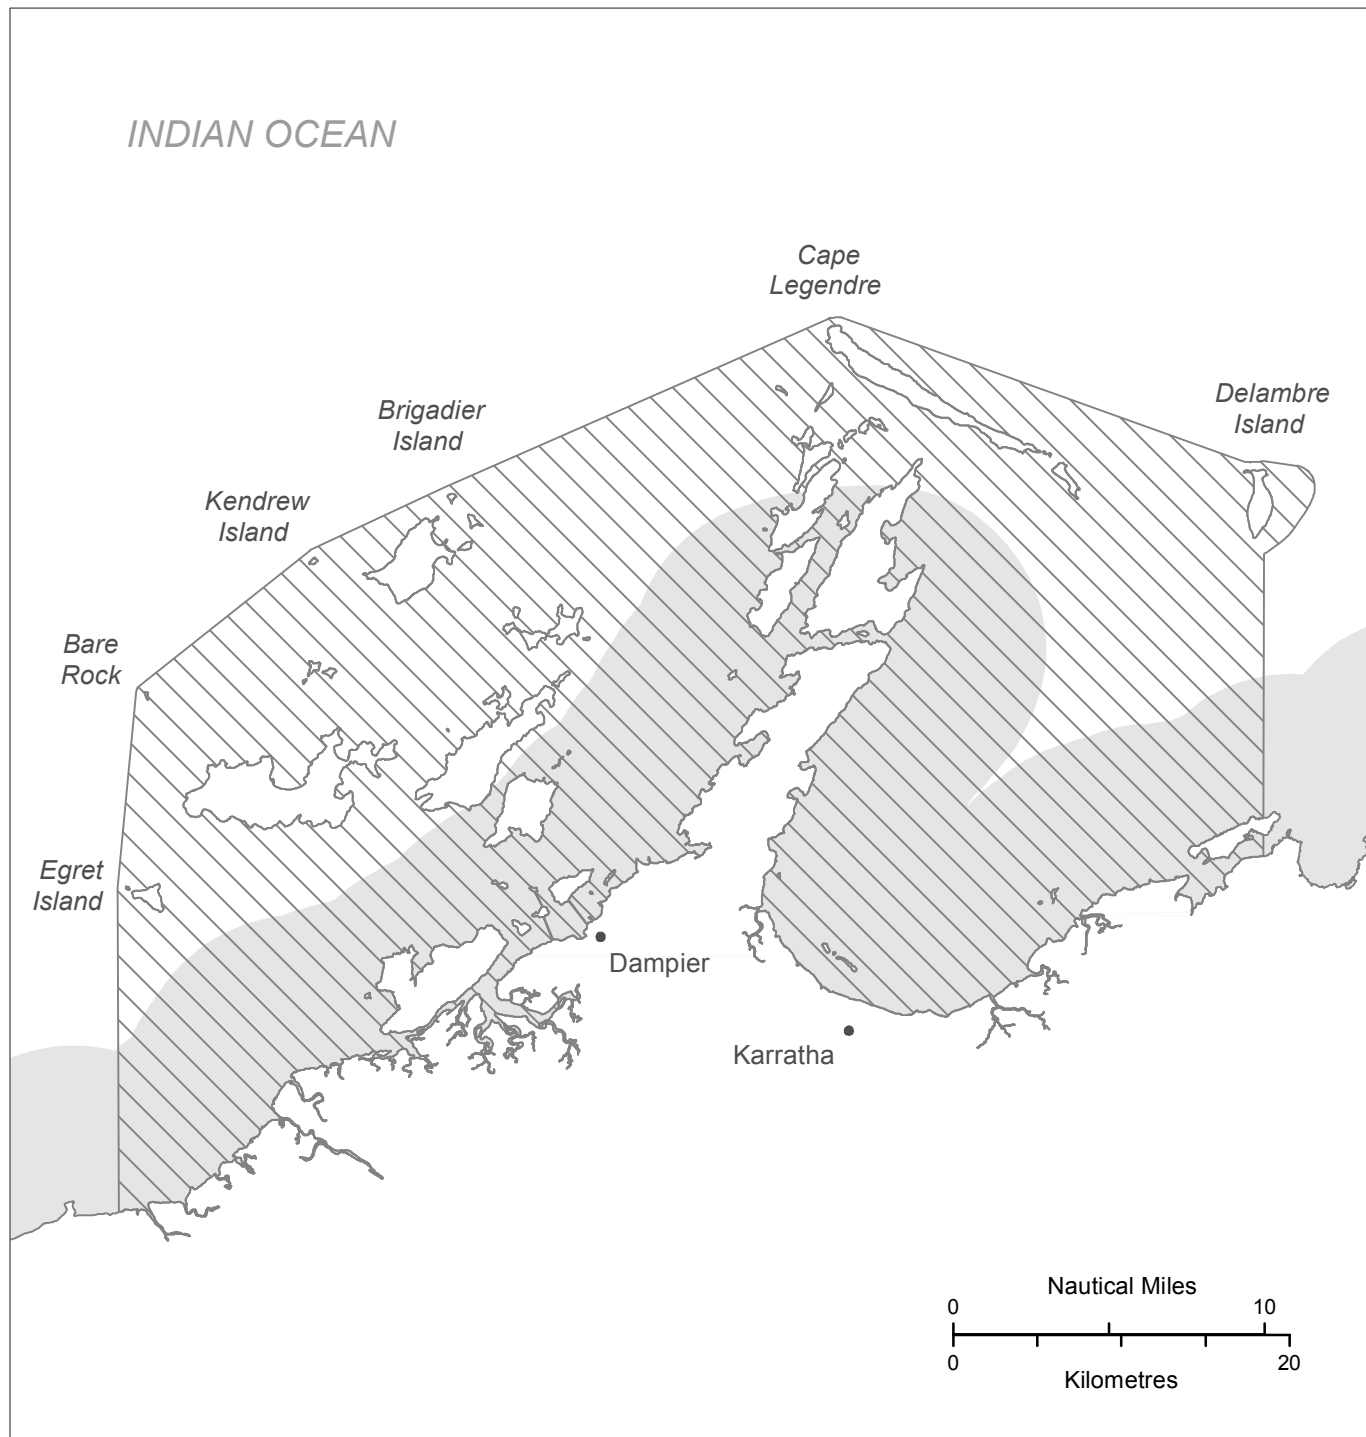 INDIAN OCEAN
Cape
Legendre
Delambre
Island
Brigadier
Island
Kendrew
Island
Bare
Rock
Egret
Island
Dampier
Karratha
Nautical Miles
0 10
0 20
Kilometres